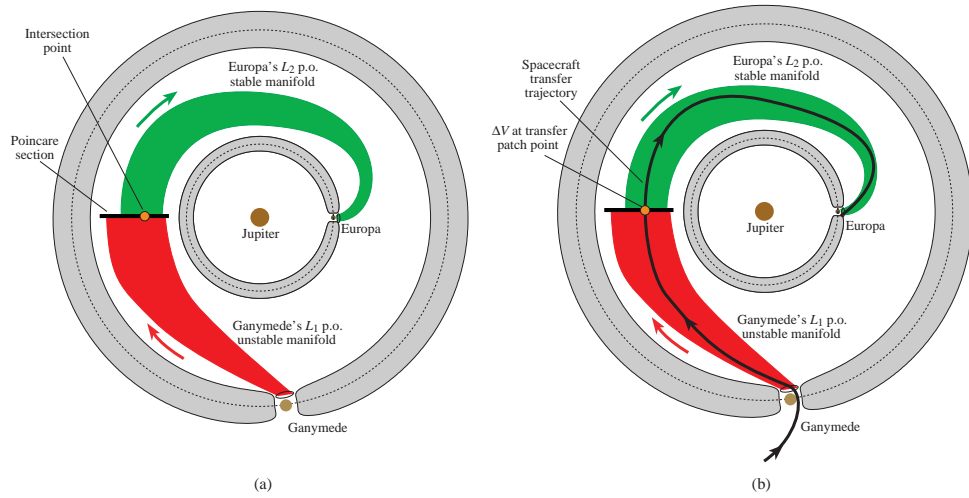 Intersection
point
Poincare
section
Europa's L2 p.o.
stable manifold
Jupiter
Europa
Ganymede's L1 p.o.
unstable manifold
Ganymede
(a)
Spacecraft
transfer
trajectory
ΔV at transfer
patch point
Europa's L2 p.o.
stable manifold
Jupiter
Europa
Ganymede's L1 p.o.
unstable manifold
Ganymede
(b)